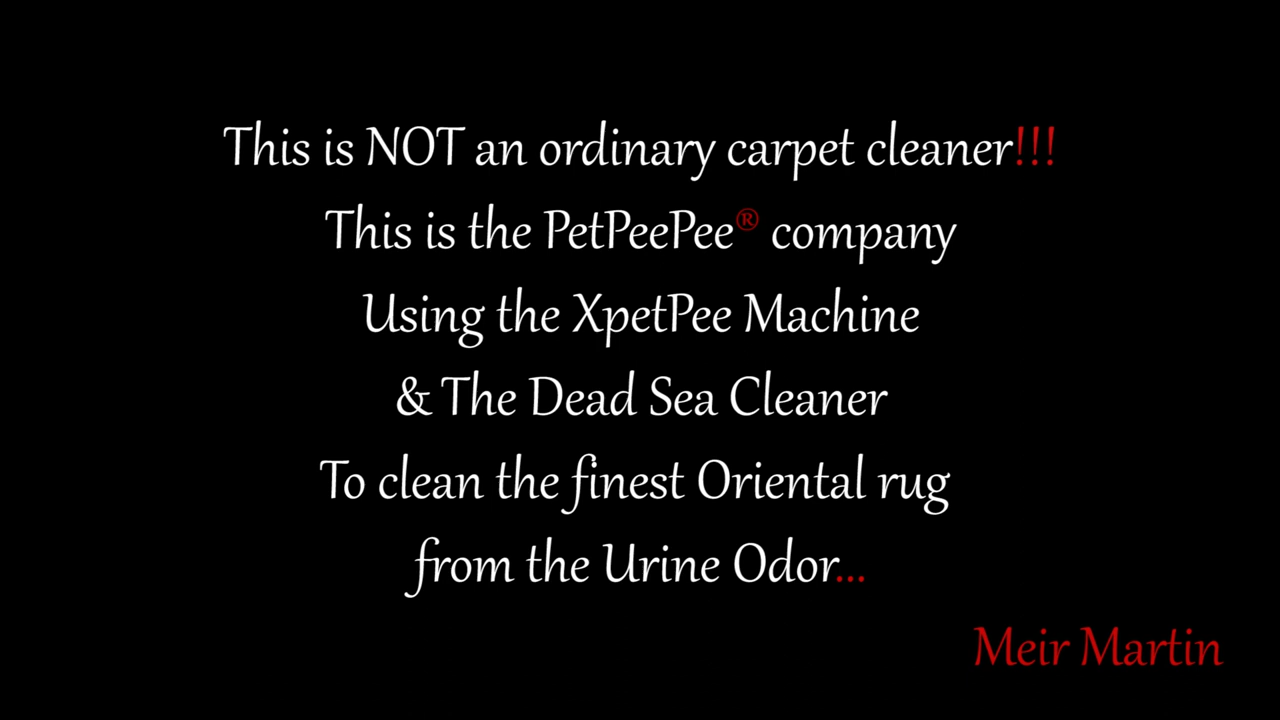 This is NOT an ordinary carpet cleaner!!!
This is the PetPeePee® company
Using the XpetPee Machine
& The Dead Sea Cleaner
To clean the finest Oriental rug
from the Urine Odor...
Meir Martin